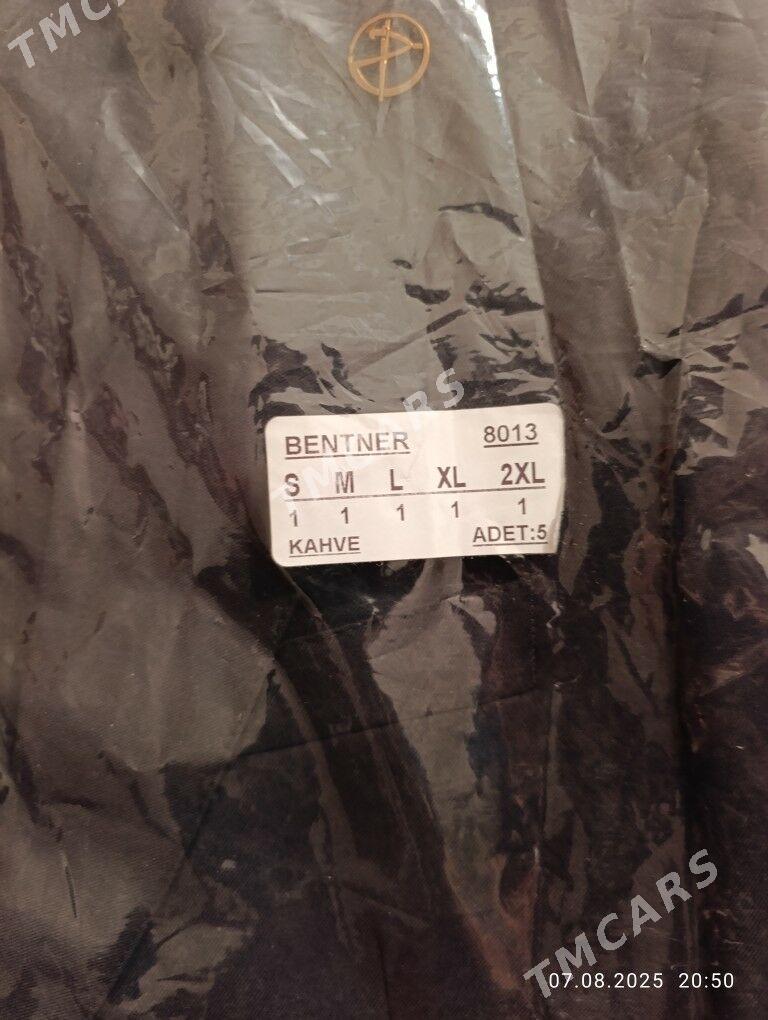 TMCARS
TMCARS
BENTNER 8013
S M L XL 2XL
1 1 1 1 1
KAHVE ADET:5
TMCARS
07.08.2025 20:50